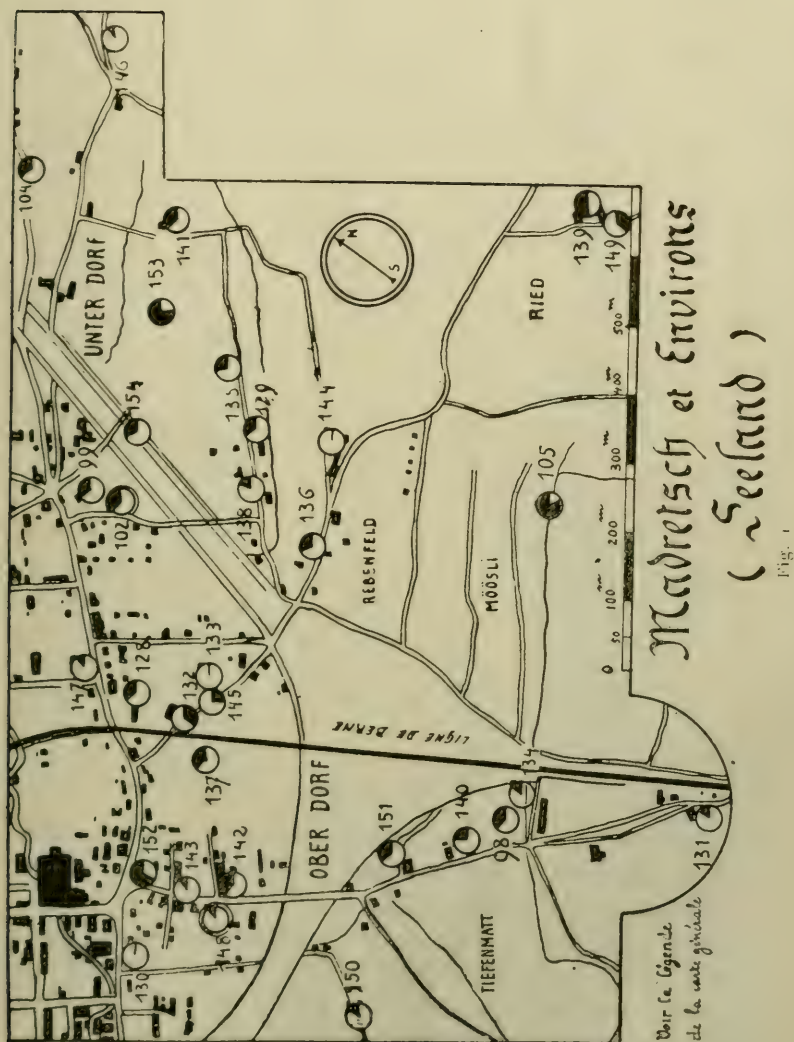 Madretsch et Environs
( Seeland )
Fig. 1
Voir la légende
de la carte générale
0 50 100 m 200 m 300 m 400 m 500 m
N
S
UNTER DORF
OBER DORF
RIED
REBENFELD
MÖÖSLI
TIEFENMATT
LIGNE DE BERNE
146
104
141
153
139
149
135
129
154
99
102
138
144
136
105
147
128
133
132
145
137
134
152
143
142
148
130
151
140
98
131
150